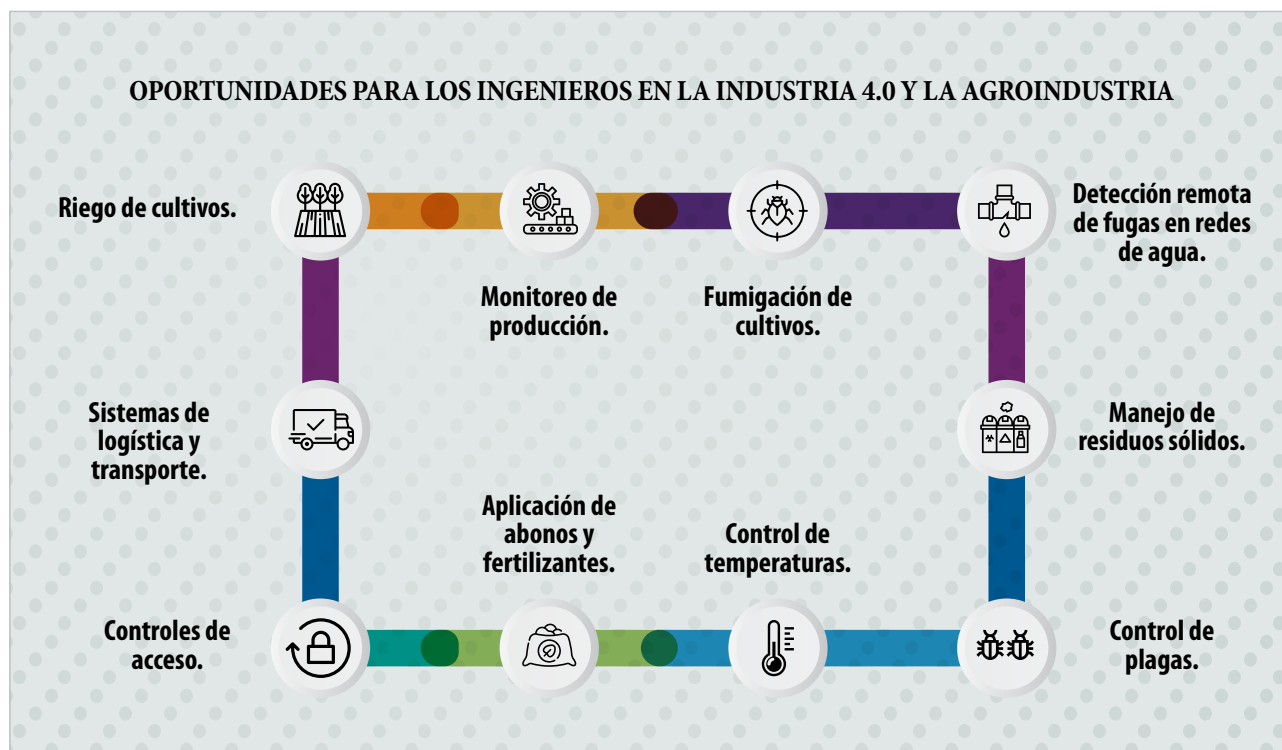 OPORTUNIDADES PARA LOS INGENIEROS EN LA INDUSTRIA 4.0 Y LA AGROINDUSTRIA
Riego de cultivos.
Monitoreo de
producción.
Fumigación de
cultivos.
Detección remota
de fugas en redes
de agua.
Sistemas de
logística y
transporte.
Manejo de
residuos sólidos.
Aplicación de
abonos y
fertilizantes.
Control de
temperaturas.
Controles de
acceso.
Control de
plagas.